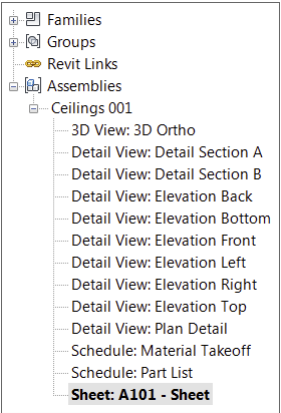 Families
Groups
Revit Links
Assemblies
Ceilings 001
3D View: 3D Ortho
Detail View: Detail Section A
Detail View: Detail Section B
Detail View: Elevation Back
Detail View: Elevation Bottom
Detail View: Elevation Front
Detail View: Elevation Left
Detail View: Elevation Right
Detail View: Elevation Top
Detail View: Plan Detail
Schedule: Material Takeoff
Schedule: Part List
Sheet: A101 - Sheet